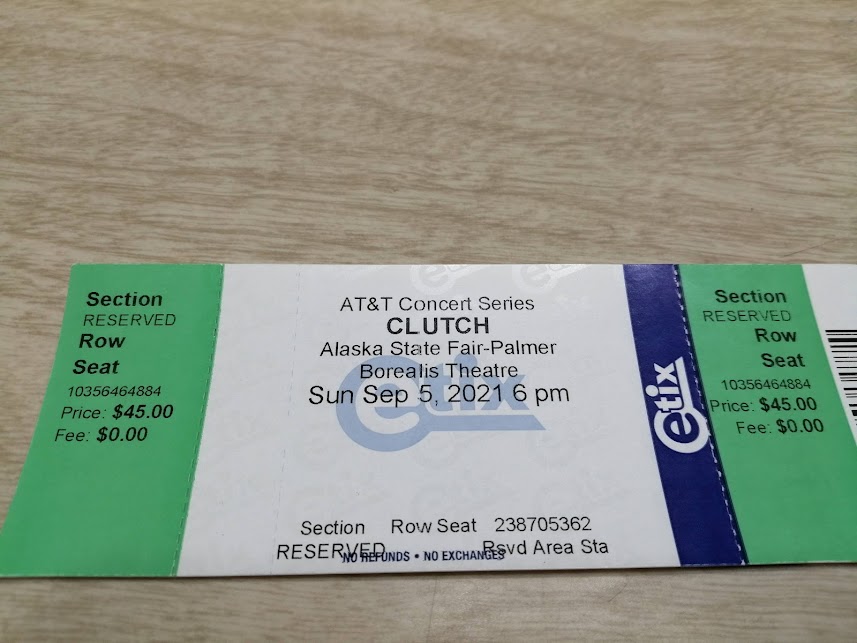 Section
RESERVED
Row
Seat
10356464884
Price: $45.00
Fee: $0.00
AT&T Concert Series
CLUTCH
Alaska State Fair-Palmer
Borealis Theatre
Sun Sep 5, 2021 6 pm
etix
Section Row Seat 238705362
RESERVED Rsvd Area Sta
NO REFUNDS • NO EXCHANGES
etix
Section
RESERVED
Row
Seat
10356464884
Price: $45.00
Fee: $0.00